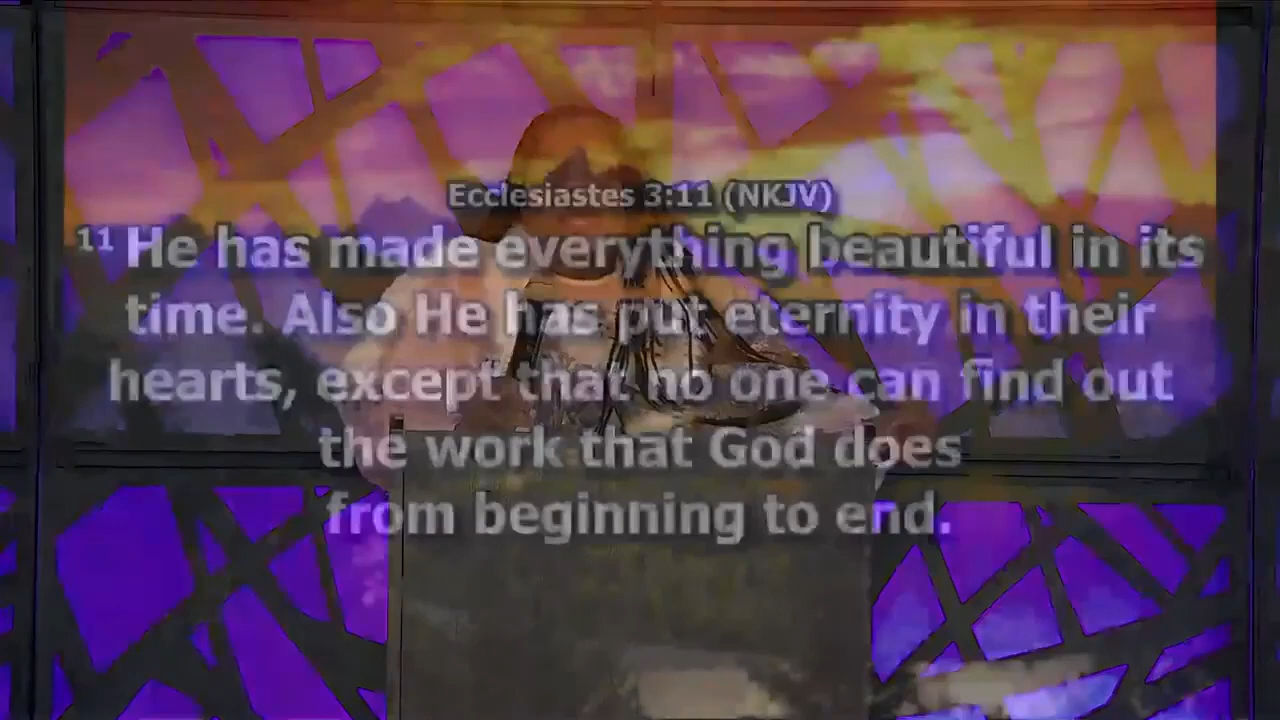 Ecclesiastes 3:11 (NKJV)
11 He has made everything beautiful in its
time. Also He has put eternity in their
hearts, except that no one can find out
the work that God does
from beginning to end.